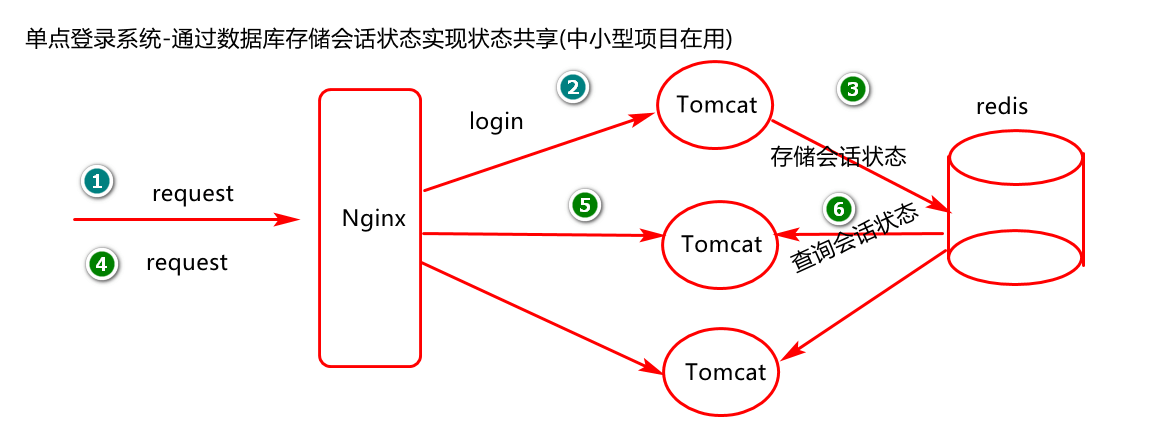 单点登录系统-通过数据库存储会话状态实现状态共享(中小型项目在用)
2
Tomcat
3
login
redis
存储会话状态
1
request
Nginx
5
6
Tomcat
查询会话状态
4
request
Tomcat